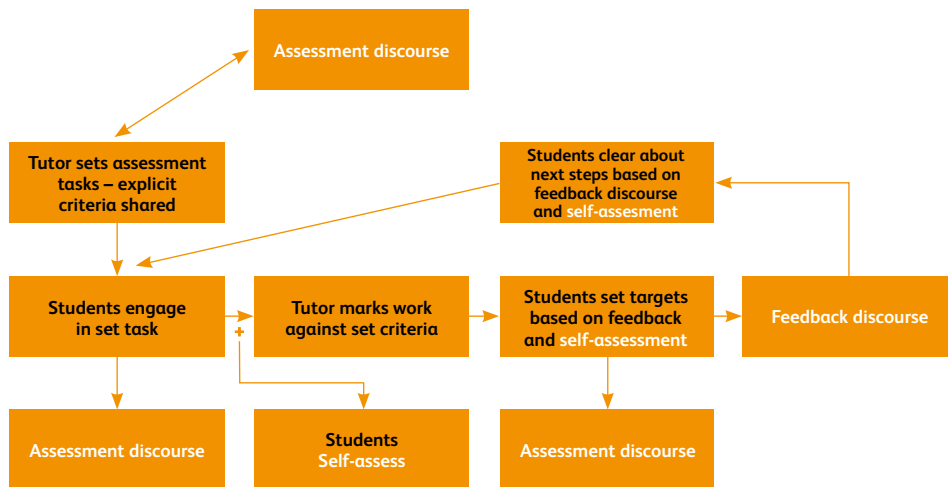 Assessment discourse
Tutor sets assessment
tasks – explicit
criteria shared
Students clear about
next steps based on
feedback discourse
and self-assesment
Students engage
in set task
+
Tutor marks work
against set criteria
Students set targets
based on feedback
and self-assessment
Feedback discourse
Assessment discourse
Students
Self-assess
Assessment discourse